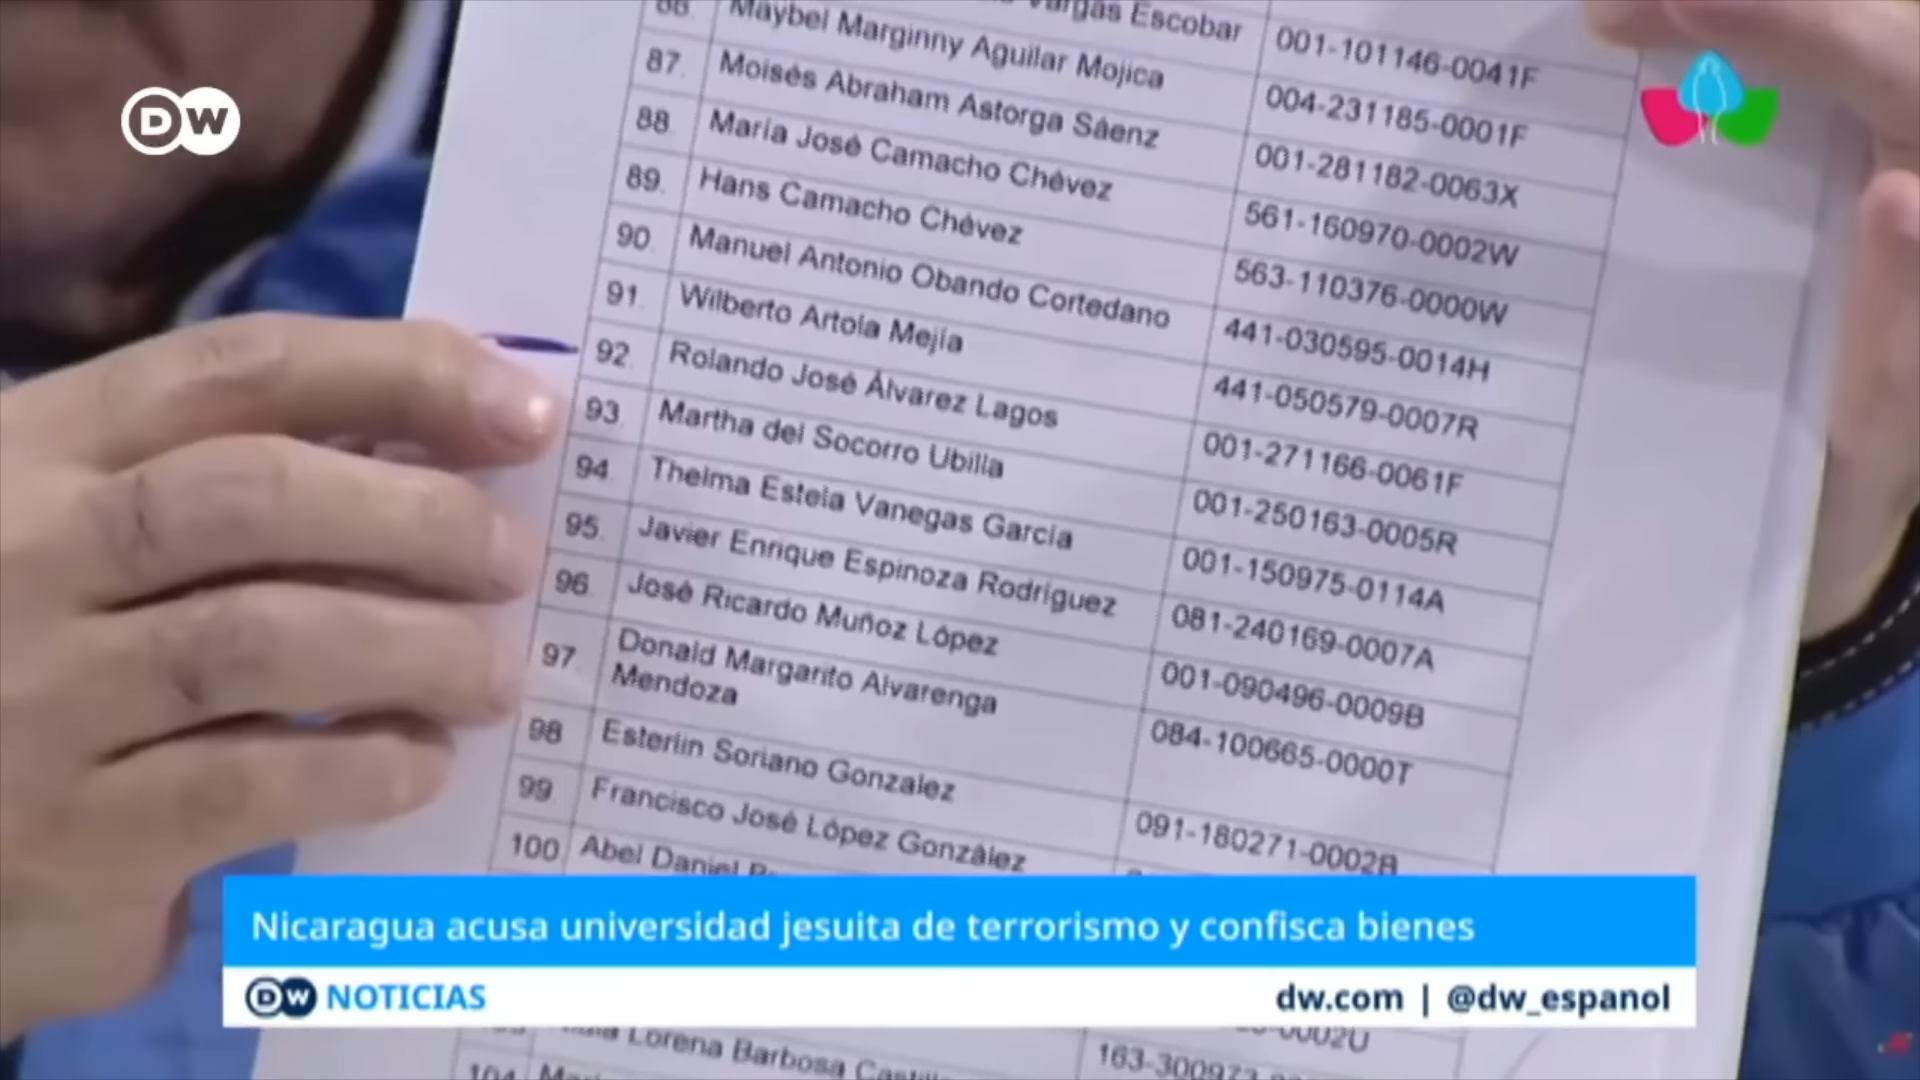 DW
Vargas Escobar 001-101146-0041F
86. Maybel Marginny Aguilar Mojica 004-231185-0001F
87. Moisés Abraham Astorga Sáenz 001-281182-0063X
88. María José Camacho Chévez 561-160970-0002W
89. Hans Camacho Chévez 563-110376-0000W
90. Manuel Antonio Obando Cortedano 441-030595-0014H
91. Wilberto Artola Mejía 441-050579-0007R
92. Rolando José Álvarez Lagos 001-271166-0061F
93. Martha del Socorro Ubilla 001-250163-0005R
94. Thelma Estela Vanegas García 001-150975-0114A
95. Javier Enrique Espinoza Rodríguez 081-240169-0007A
96. José Ricardo Muñoz López 001-090496-0009B
97. Donald Margarito Alvarenga
Mendoza 084-100665-0000T
98 Esterlin Soriano Gonzalez 091-180271-0002B
99. Francisco José López González
100 Abel Daniel
Nicaragua acusa universidad jesuita de terrorismo y confisca bienes
DW NOTICIAS dw.com | @dw_espanol
Lorena Barbosa
104